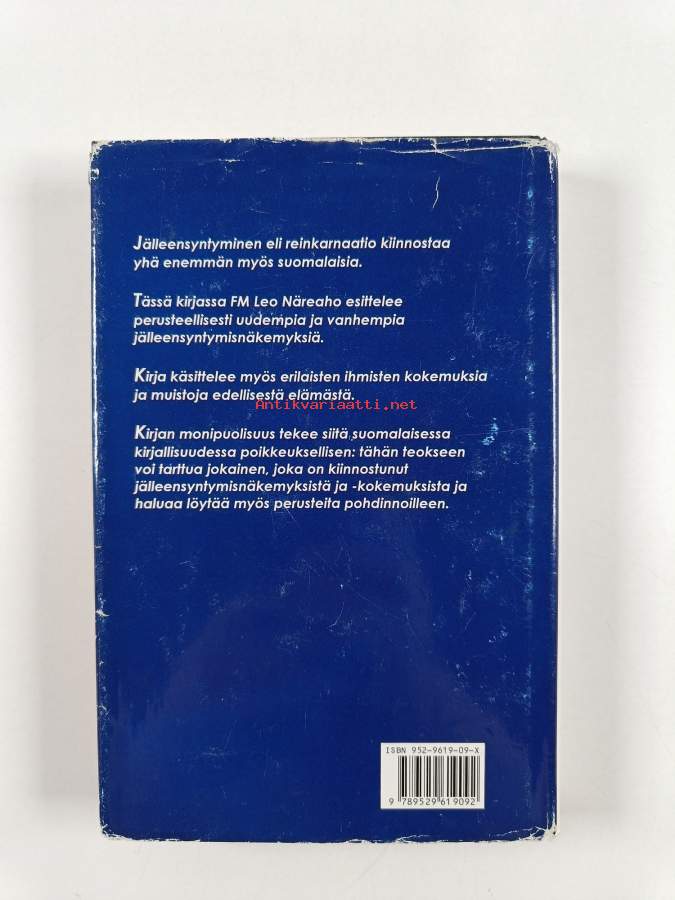 Jälleensyntyminen eli reinkarnaatio kiinnostaa
yhä enemmän myös suomalaisia.
Tässä kirjassa FM Leo Näreaho esittelee
perusteellisesti uudempia ja vanhempia
jälleensyntymisnäkemyksiä.
Kirja käsittelee myös erilaisten ihmisten kokemuksia
ja muistoja edellisestä elämästä.
Antikvariaatti.net
Kirjan monipuolisuus tekee siitä suomalaisessa
kirjallisuudessa poikkeuksellisen: tähän teokseen
voi tarttua jokainen, joka on kiinnostunut
jälleensyntymisnäkemyksistä ja -kokemuksista ja
haluaa löytää myös perusteita pohdinnoilleen.
ISBN 952-9619-09-X
9 789529 619092